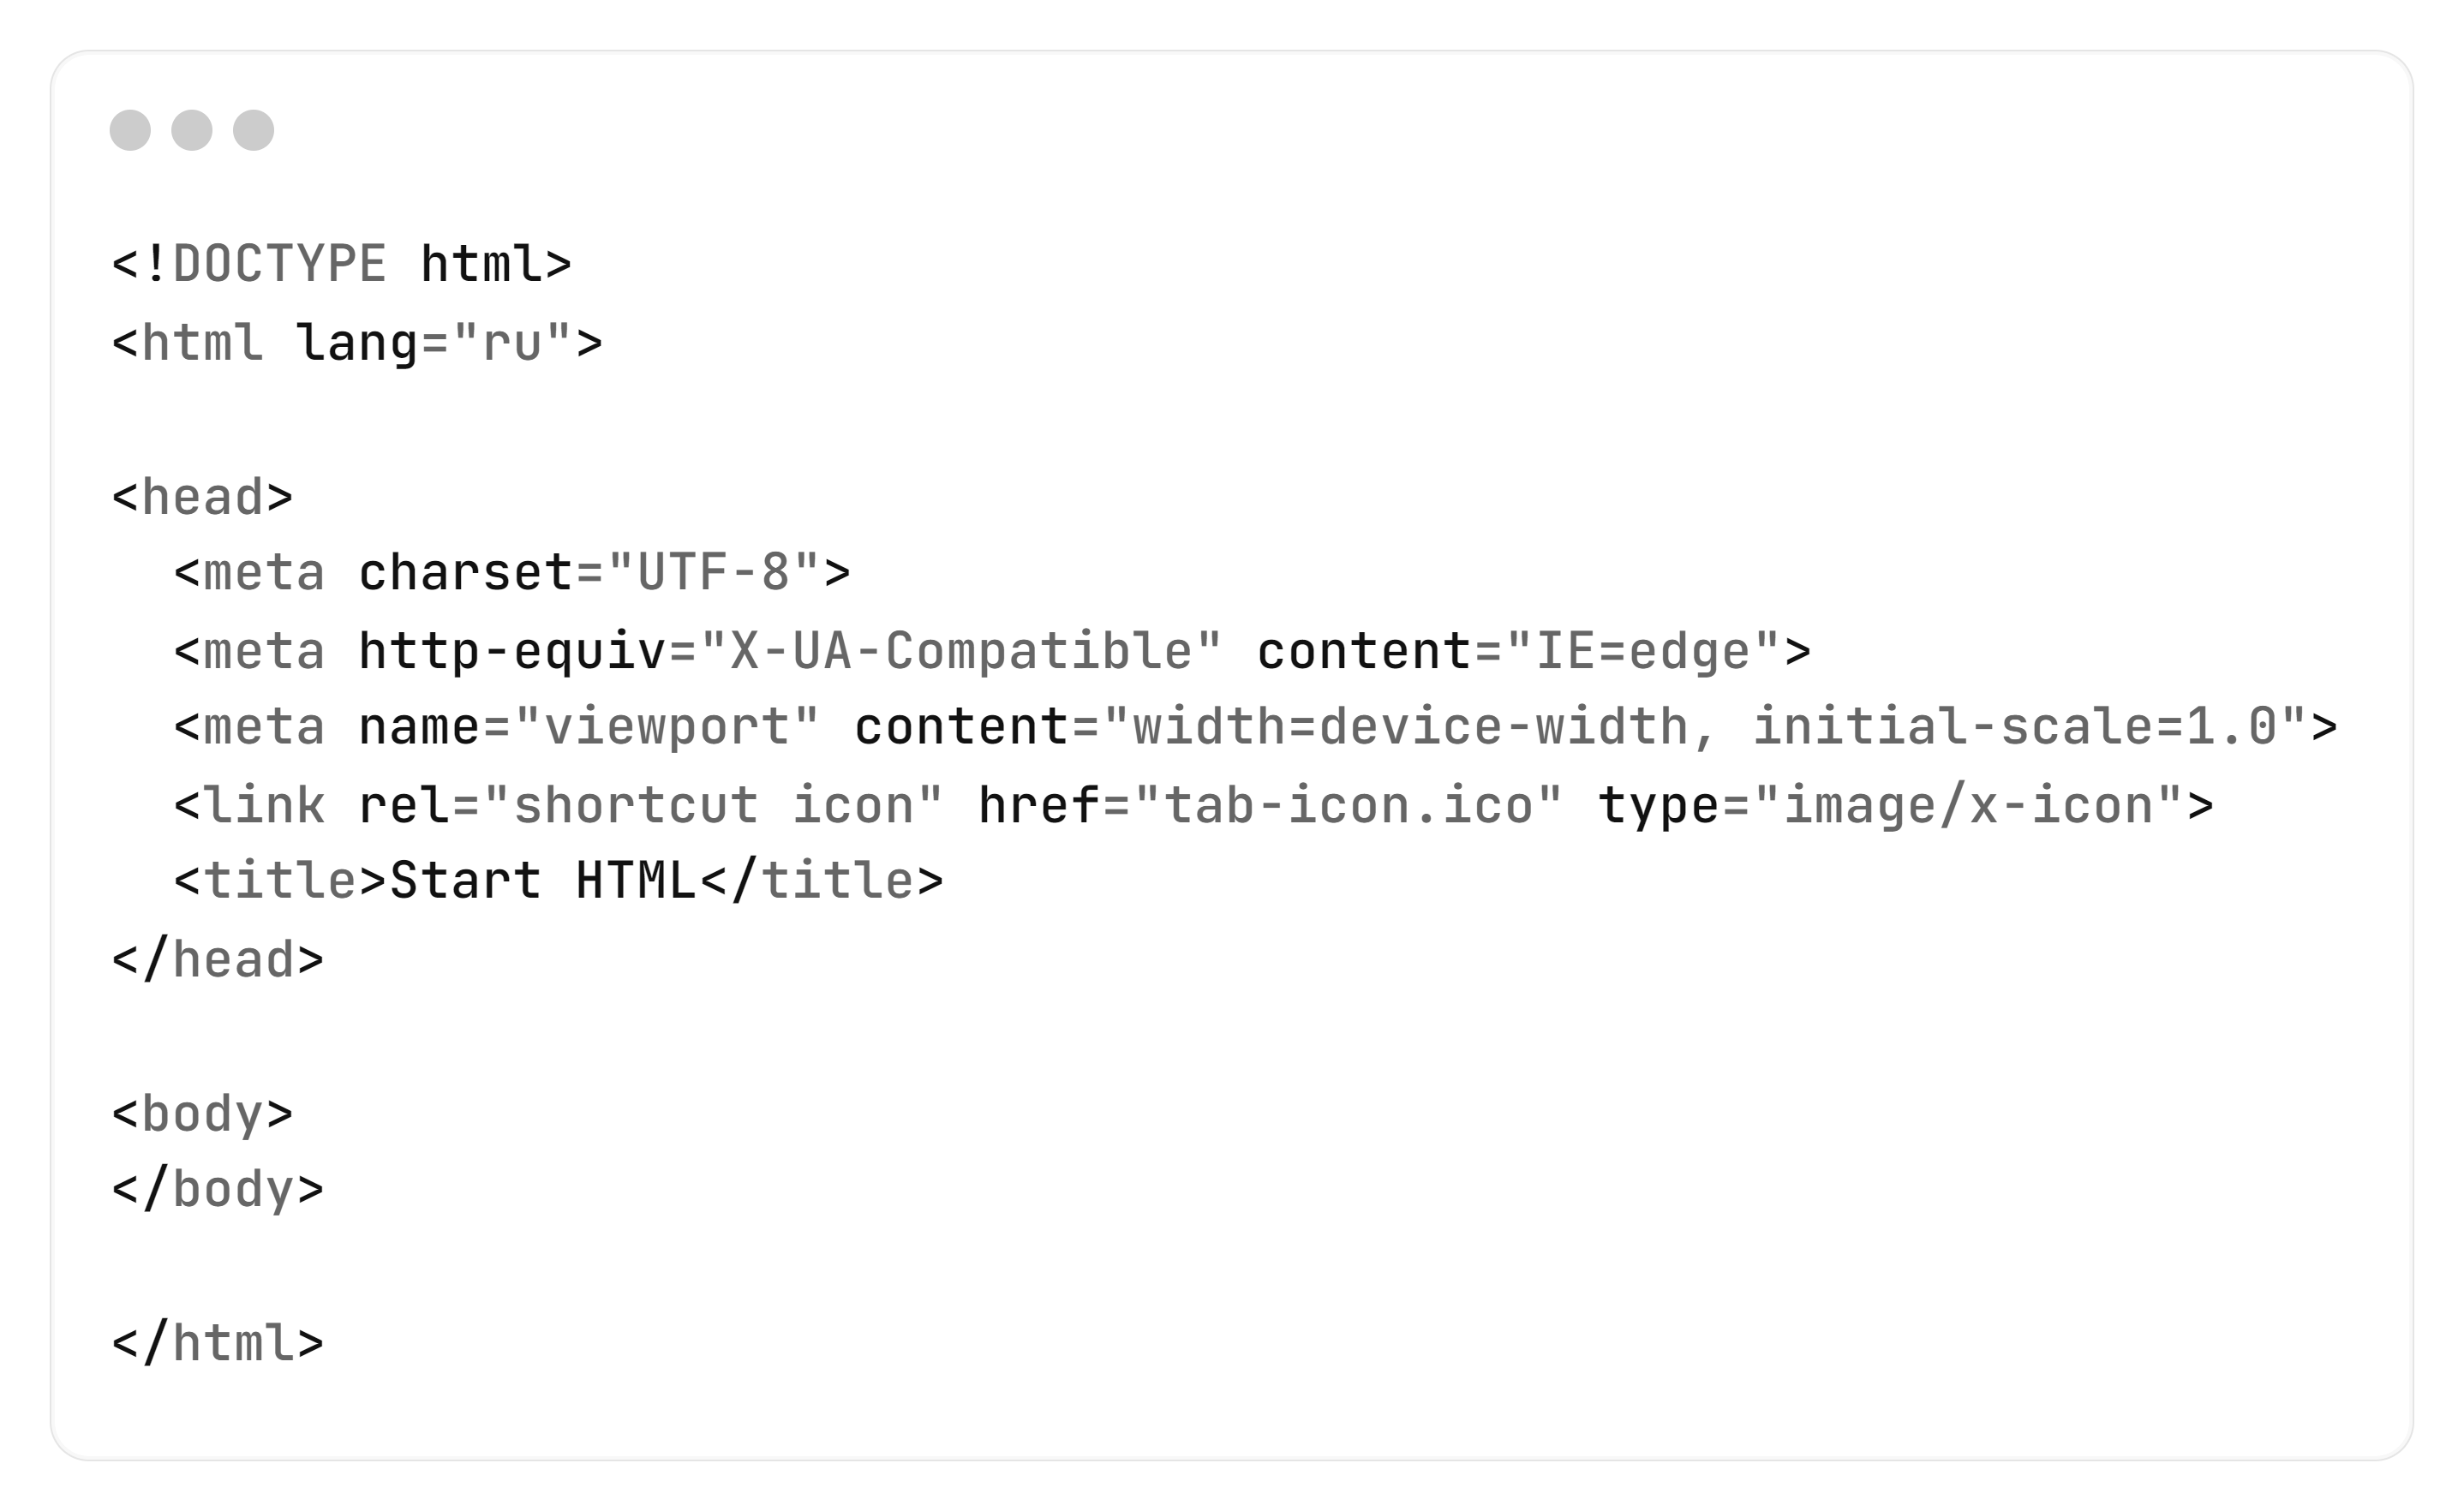 <!DOCTYPE html>
<html lang="ru">
<head>
<meta charset="UTF-8">
<meta http-equiv="X-UA-Compatible" content="IE=edge">
<meta name="viewport" content="width=device-width, initial-scale=1.0">
<link rel="shortcut icon" href="tab-icon.ico" type="image/x-icon">
<title>Start HTML</title>
</head>
<body>
</body>
</html>